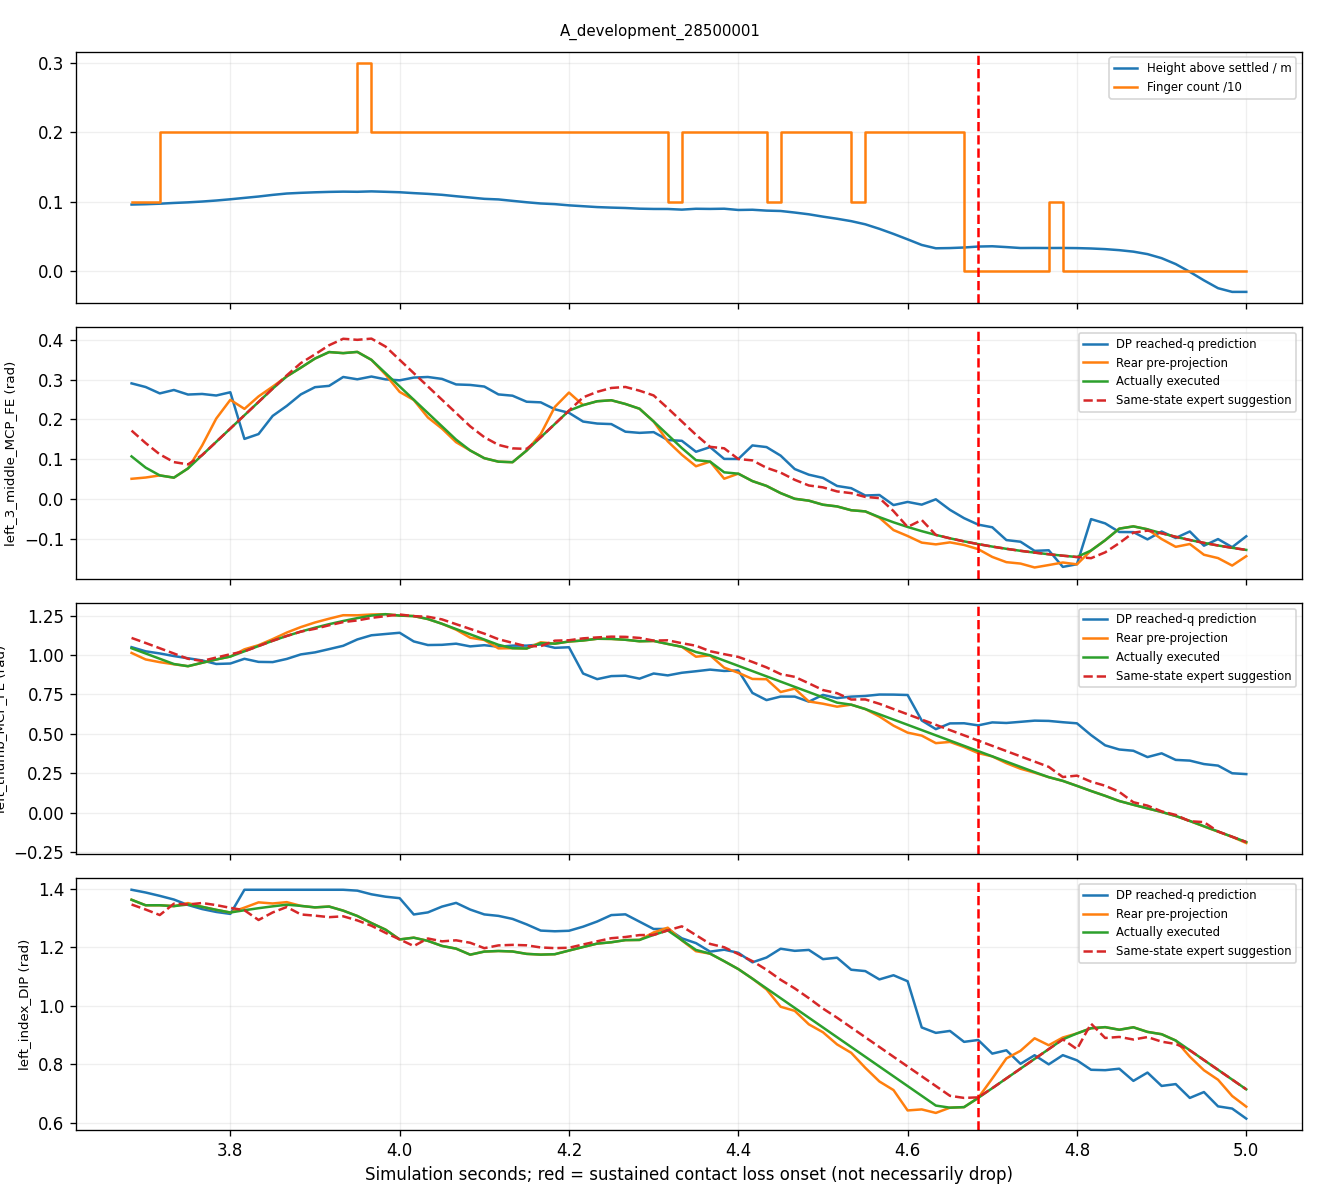 A_development_28500001
0.3
0.2
0.1
0.0
Height above settled / m
Finger count /10
left_3_middle_MCP_FE (rad)
0.4
0.3
0.2
0.1
0.0
−0.1
DP reached-q prediction
Rear pre-projection
Actually executed
Same-state expert suggestion
left_thumb_MCP_FE (rad)
1.25
1.00
0.75
0.50
0.25
0.00
−0.25
DP reached-q prediction
Rear pre-projection
Actually executed
Same-state expert suggestion
left_index_DIP (rad)
1.4
1.2
1.0
0.8
0.6
DP reached-q prediction
Rear pre-projection
Actually executed
Same-state expert suggestion
3.8 4.0 4.2 4.4 4.6 4.8 5.0
Simulation seconds; red = sustained contact loss onset (not necessarily drop)